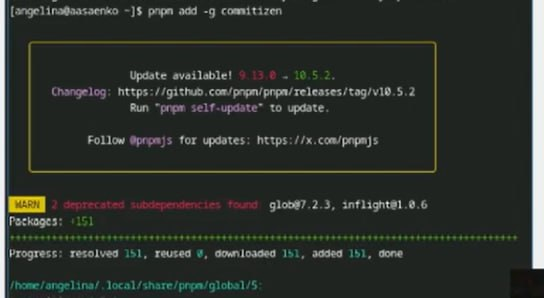 [angelina@aasaenko ~]$ pnpm add -g commitizen
Update available! 9.13.0 → 10.5.2.
Changelog: https://github.com/pnpm/pnpm/releases/tag/v10.5.2
Run "pnpm self-update" to update.
Follow @pnpmjs for updates: https://x.com/pnpmjs
WARN 2 deprecated subdependencies found: glob@7.2.3, inflight@1.0.6
Packages: +151
++++++++++++++++++++++++++++++++++++++++++++++++++++++++++++++++++++++++++++++++++++
Progress: resolved 151, reused 0, downloaded 151, added 151, done
/home/angelina/.local/share/pnpm/global/5: